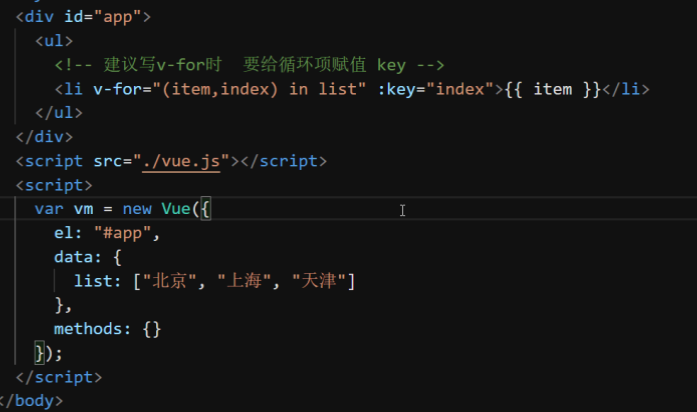 <div id="app">
<ul>
<!-- 建议写v-for时  要给循环项赋值 key -->
<li v-for="(item,index) in list" :key="index">{{ item }}</li>
</ul>
</div>
<script src="./vue.js"></script>
<script>
var vm = new Vue({
el: "#app",
data: {
list: ["北京", "上海", "天津"]
},
methods: {}
});
</script>
</body>